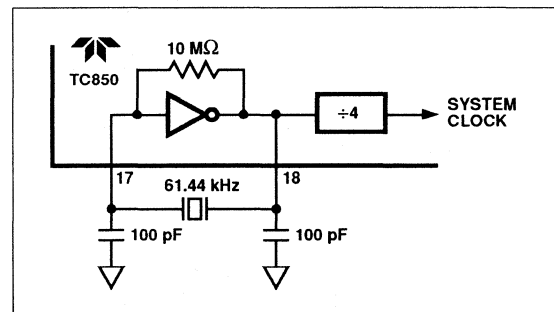 10 MΩ
TC850
÷4
SYSTEM
CLOCK
17
61.44 kHz
18
100 pF
100 pF